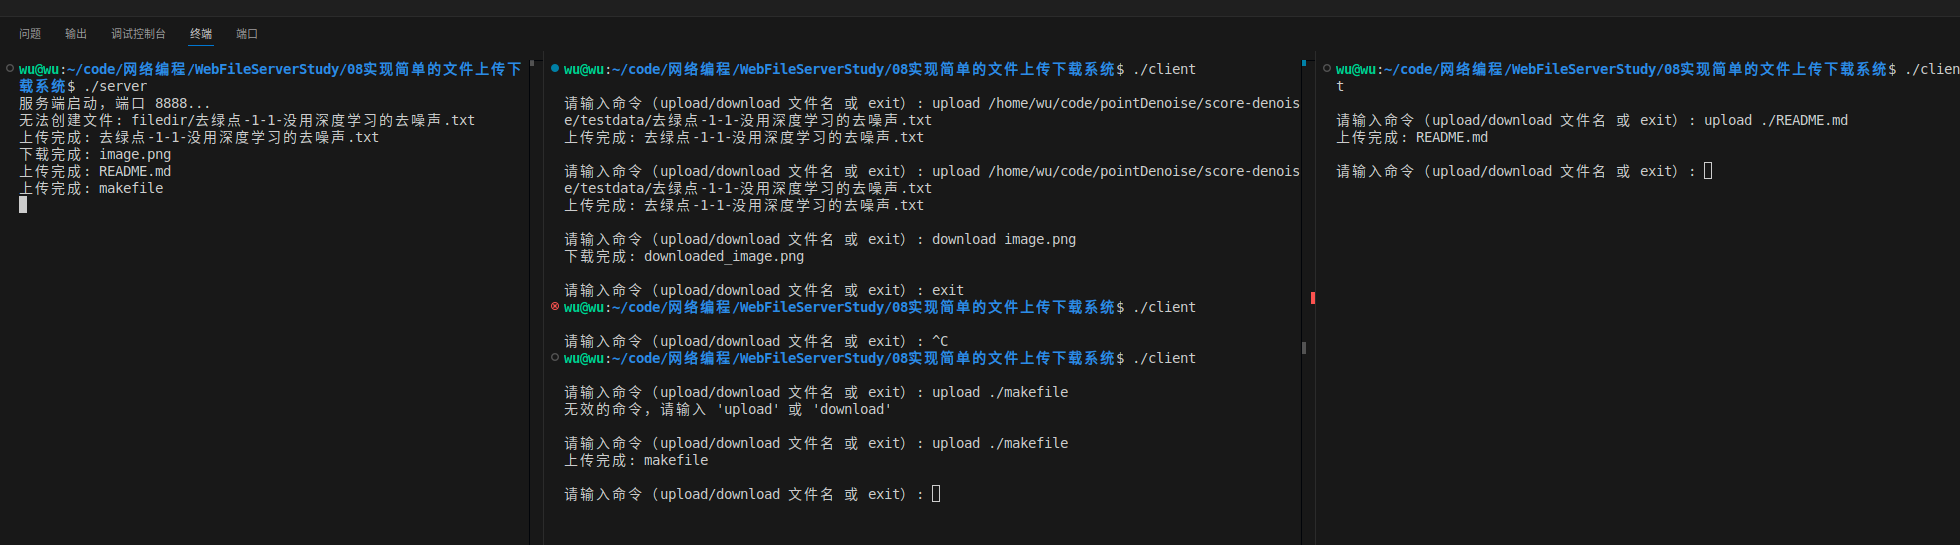 问题 输出 调试控制台 终端 端口
wu@wu:~/code/网络编程/WebFileServerStudy/08实现简单的文件上传下
载系统$ ./server
服务端启动，端口 8888...
无法创建文件: filedir/去绿点-1-1-没用深度学习的去噪声.txt
上传完成: 去绿点-1-1-没用深度学习的去噪声.txt
下载完成: image.png
上传完成: README.md
上传完成: makefile
wu@wu:~/code/网络编程/WebFileServerStudy/08实现简单的文件上传下载系统$ ./client
请输入命令（upload/download 文件名 或 exit）: upload /home/wu/code/pointDenoise/score-denois
e/testdata/去绿点-1-1-没用深度学习的去噪声.txt
上传完成: 去绿点-1-1-没用深度学习的去噪声.txt
请输入命令（upload/download 文件名 或 exit）: upload /home/wu/code/pointDenoise/score-denois
e/testdata/去绿点-1-1-没用深度学习的去噪声.txt
上传完成: 去绿点-1-1-没用深度学习的去噪声.txt
请输入命令（upload/download 文件名 或 exit）: download image.png
下载完成: downloaded_image.png
请输入命令（upload/download 文件名 或 exit）: exit
wu@wu:~/code/网络编程/WebFileServerStudy/08实现简单的文件上传下载系统$ ./client
请输入命令（upload/download 文件名 或 exit）: ^C
wu@wu:~/code/网络编程/WebFileServerStudy/08实现简单的文件上传下载系统$ ./client
请输入命令（upload/download 文件名 或 exit）: upload ./makefile
无效的命令，请输入 'upload' 或 'download'
请输入命令（upload/download 文件名 或 exit）: upload ./makefile
上传完成: makefile
请输入命令（upload/download 文件名 或 exit）:
wu@wu:~/code/网络编程/WebFileServerStudy/08实现简单的文件上传下载系统$ ./clien
t
请输入命令（upload/download 文件名 或 exit）: upload ./README.md
上传完成: README.md
请输入命令（upload/download 文件名 或 exit）: